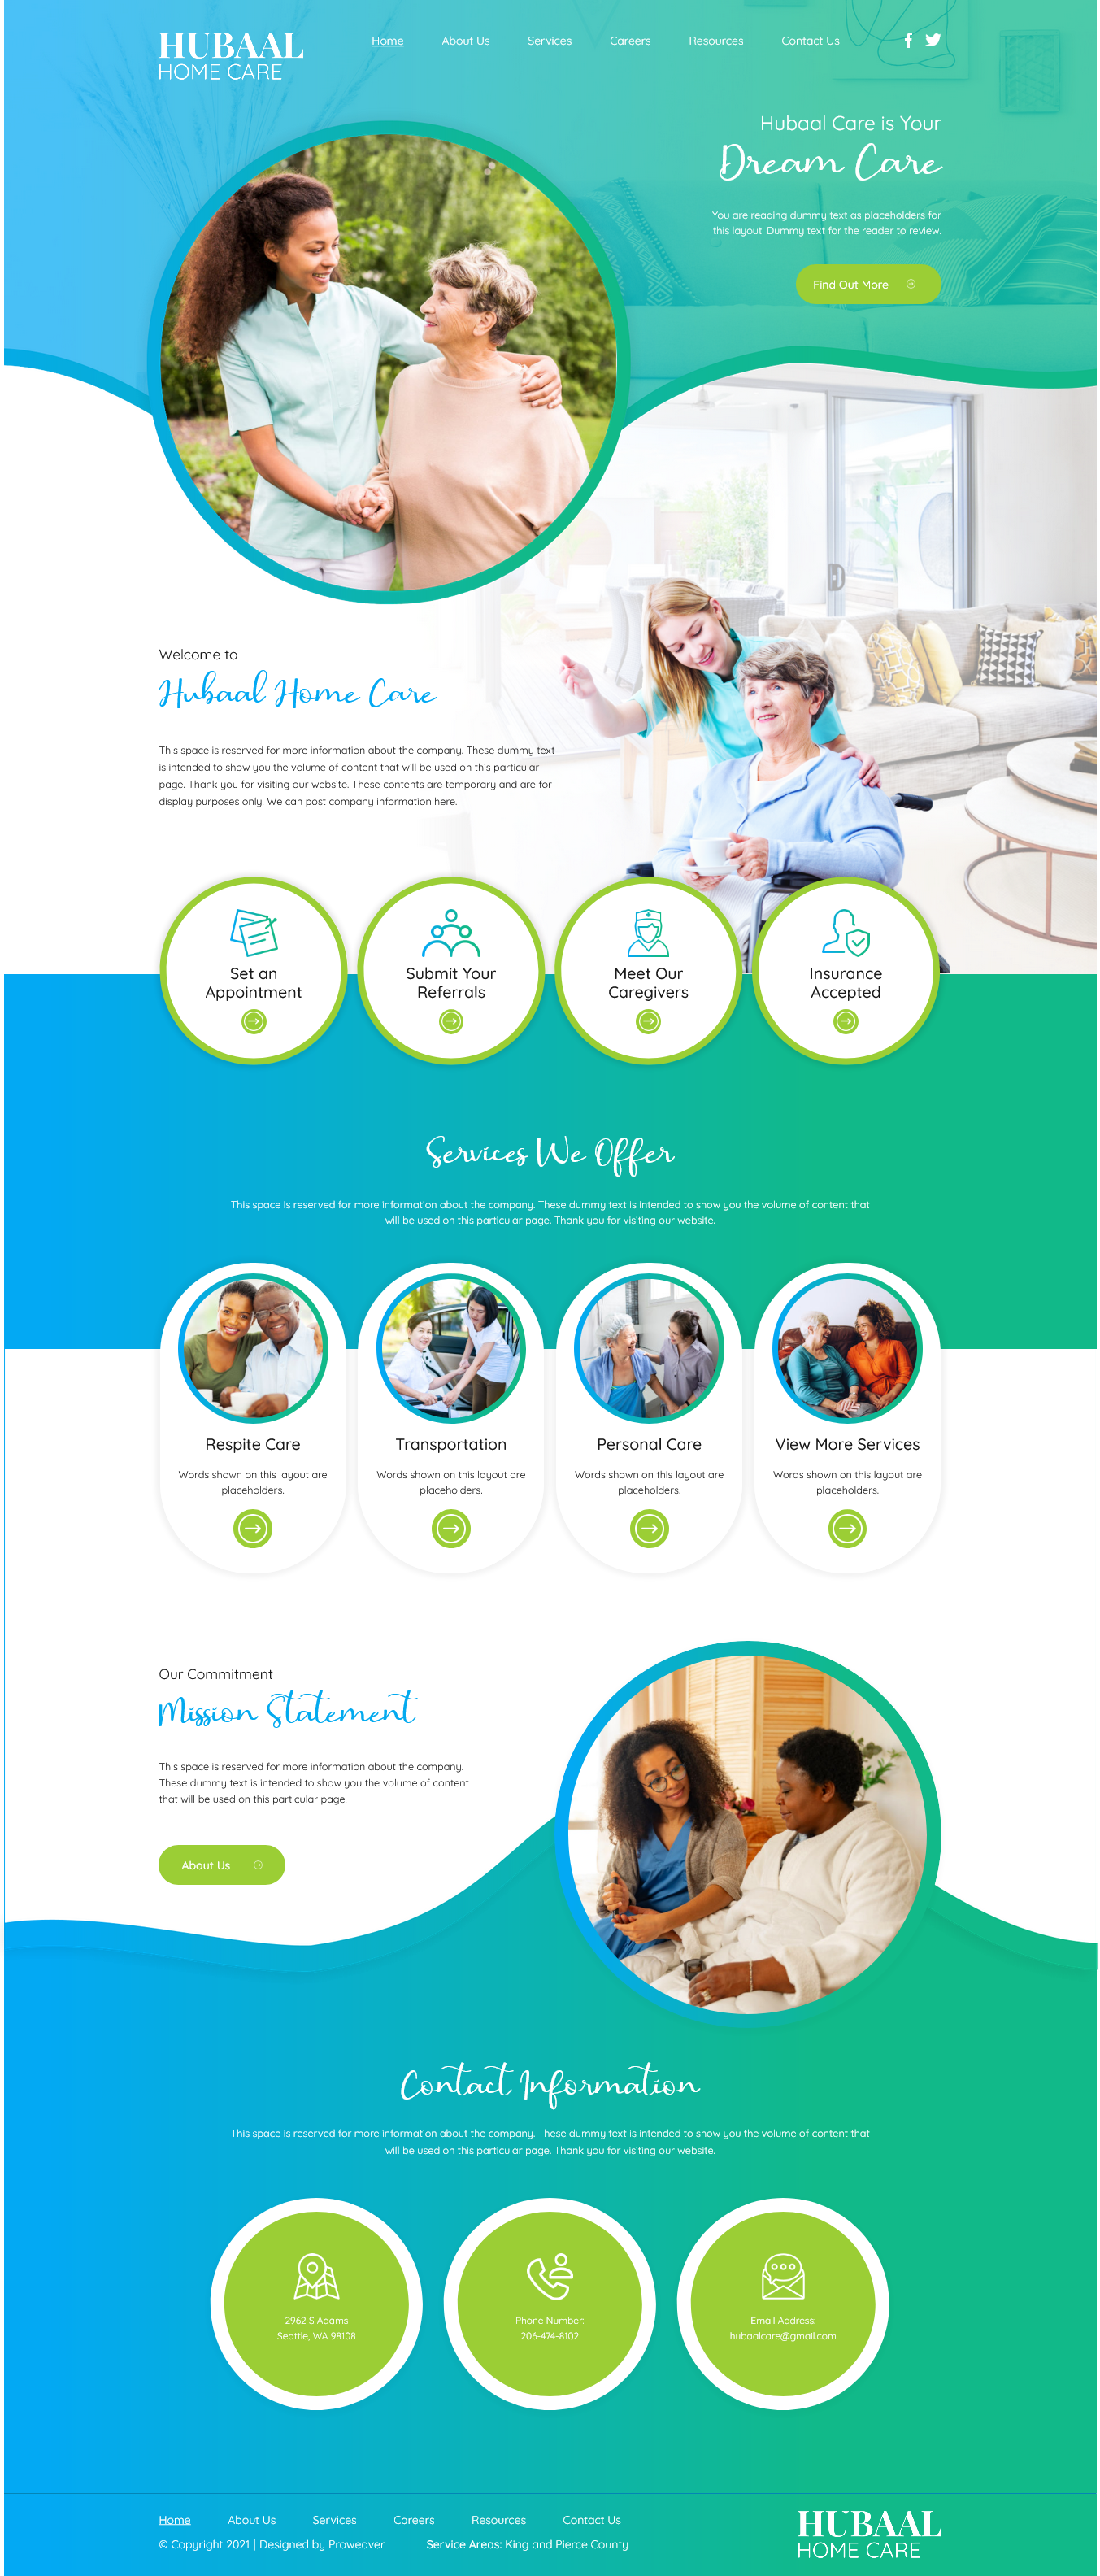 HUBAAL
HOME CARE
Home
About Us
Services
Careers
Resources
Contact Us
Hubaal Care is Your
Dream Care
You are reading dummy text as placeholders for
this layout. Dummy text for the reader to review.
Find Out More
Welcome to
Hubaal Home Care
This space is reserved for more information about the company. These dummy text
is intended to show you the volume of content that will be used on this particular
page. Thank you for visiting our website. These contents are temporary and are for
display purposes only. We can post company information here.
Set an
Appointment
Submit Your
Referrals
Meet Our
Caregivers
Insurance
Accepted
Services We Offer
This space is reserved for more information about the company. These dummy text is intended to show you the volume of content that
will be used on this particular page. Thank you for visiting our website.
Respite Care
Words shown on this layout are
placeholders.
Transportation
Words shown on this layout are
placeholders.
Personal Care
Words shown on this layout are
placeholders.
View More Services
Words shown on this layout are
placeholders.
Our Commitment
Mission Statement
This space is reserved for more information about the company.
These dummy text is intended to show you the volume of content
that will be used on this particular page.
About Us
Contact Information
This space is reserved for more information about the company. These dummy text is intended to show you the volume of content that
will be used on this particular page. Thank you for visiting our website.
2962 S Adams
Seattle, WA 98108
Phone Number:
206-474-8102
Email Address:
hubaalcare@gmail.com
Home
About Us
Services
Careers
Resources
Contact Us
© Copyright 2021 | Designed by Proweaver
Service Areas: King and Pierce County
HUBAAL
HOME CARE